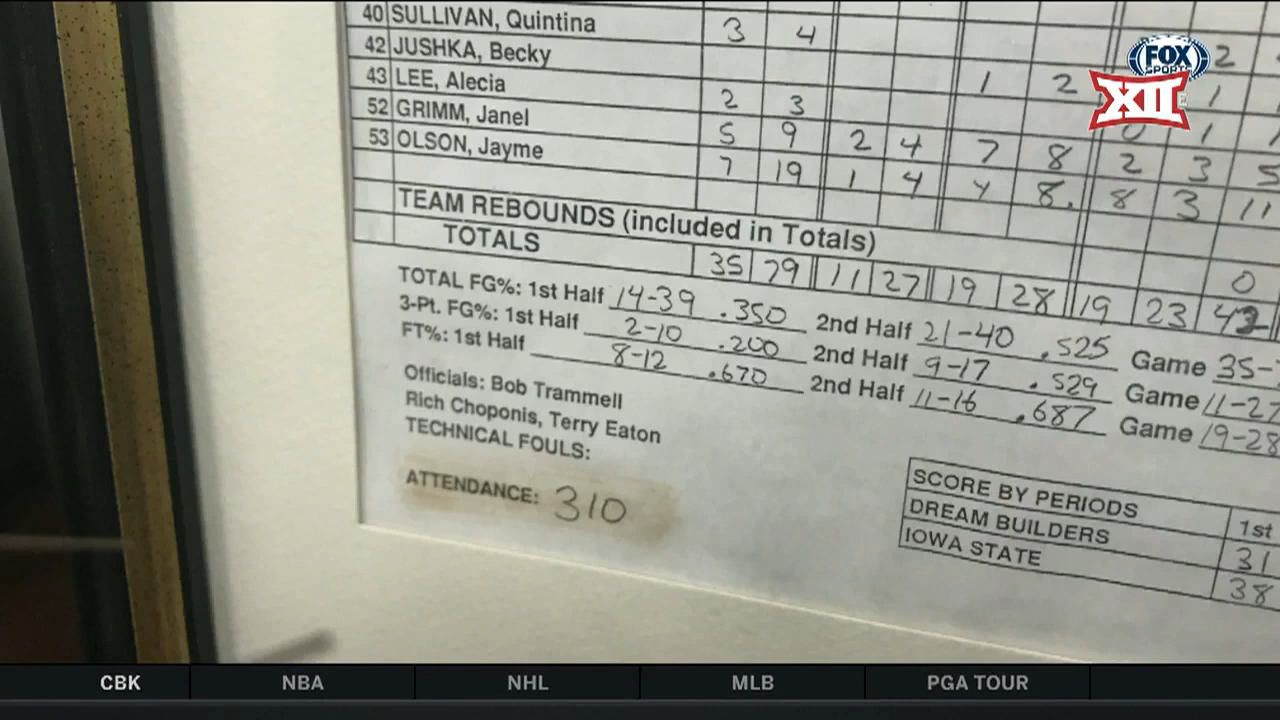 40 SULLIVAN, Quintina 3 4 2
42 JUSHKA, Becky 1 2 1
43 LEE, Alecia 2 3 0 1
52 GRIMM, Janel 5 9 2 4 7 8 2 3 5
53 OLSON, Jayme 7 19 1 4 4 8. 8 3 11
TEAM REBOUNDS (included in Totals) 0
TOTALS 35 79 11 27 19 28 19 23 42
TOTAL FG%: 1st Half 14-39 .350 2nd Half 21-40 .525 Game 35-
3-Pt. FG%: 1st Half 2-10 .200 2nd Half 9-17 .529 Game 11-27
FT%: 1st Half 8-12 .670 2nd Half 11-16 .687 Game 19-28
Officials: Bob Trammell
Rich Choponis, Terry Eaton
TECHNICAL FOULS:
ATTENDANCE: 310
SCORE BY PERIODS 1st
DREAM BUILDERS 31
IOWA STATE 38
FOX
SPORTS
XII
CBK NBA NHL MLB PGA TOUR